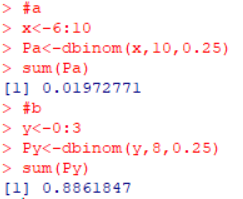 > #a
> x<-6:10
> Pa<-dbinom(x,10,0.25)
> sum(Pa)
[1] 0.01972771
> #b
> y<-0:3
> Py<-dbinom(y,8,0.25)
> sum(Py)
[1] 0.8861847